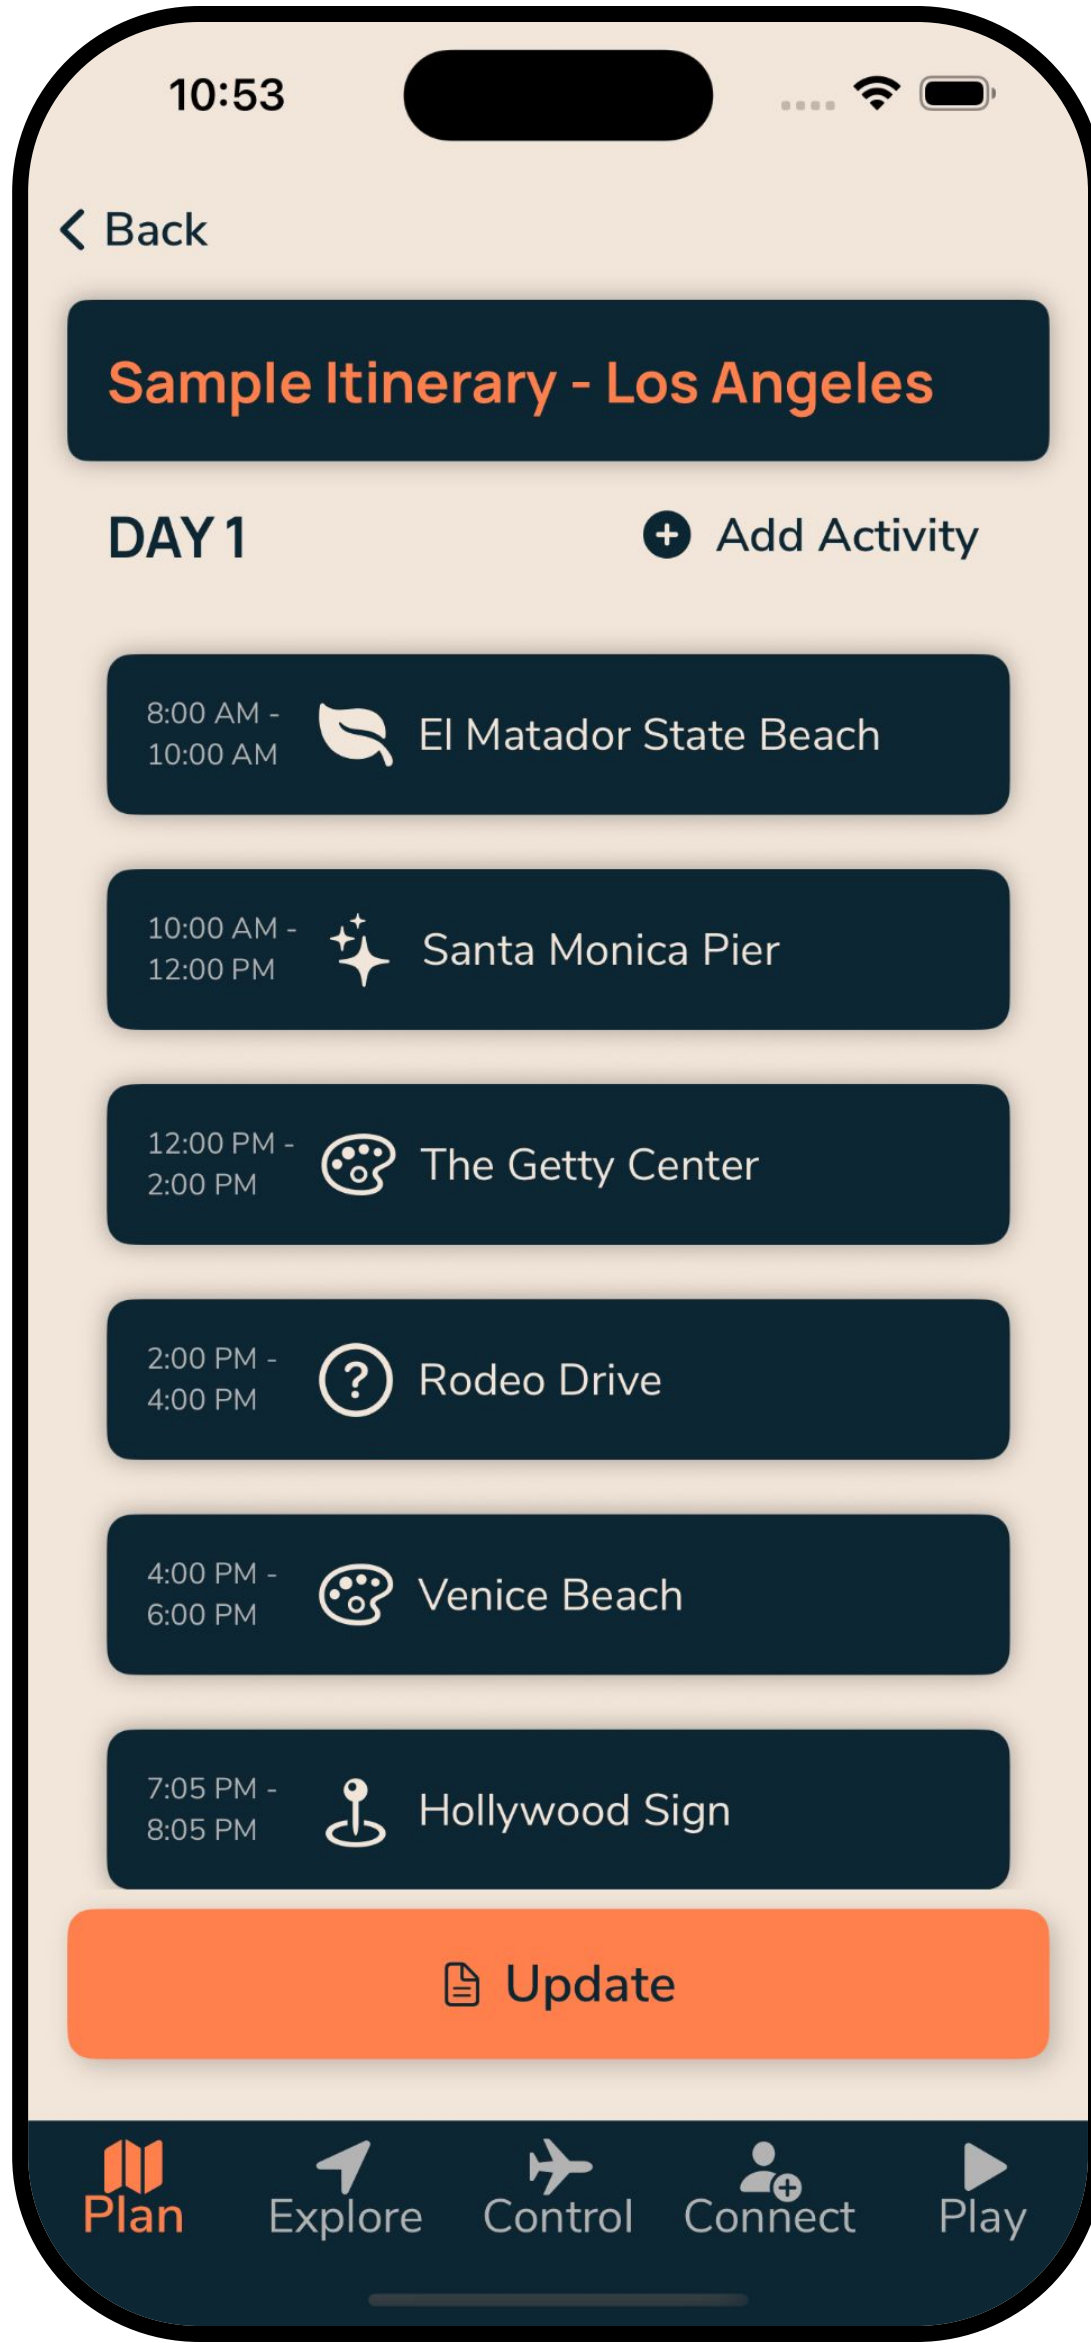 10:53
Back
Sample Itinerary - Los Angeles
DAY 1
Add Activity
8:00 AM -
10:00 AM
El Matador State Beach
10:00 AM -
12:00 PM
Santa Monica Pier
12:00 PM -
2:00 PM
The Getty Center
2:00 PM -
4:00 PM
Rodeo Drive
4:00 PM -
6:00 PM
Venice Beach
7:05 PM -
8:05 PM
Hollywood Sign
Update
Plan
Explore
Control
Connect
Play